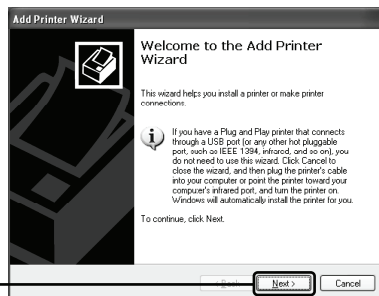 Add Printer Wizard
Welcome to the Add Printer
Wizard
This wizard helps you install a printer or make printer
connections.
If you have a Plug and Play printer that connects
through a USB port (or any other hot pluggable
port, such as IEEE 1394, infrared, and so on), you
do not need to use this wizard. Click Cancel to
close the wizard, and then plug the printer's cable
into your computer or point the printer toward your
computer's infrared port, and turn the printer on.
Windows will automatically install the printer for you.
To continue, click Next.
< Back Next > Cancel